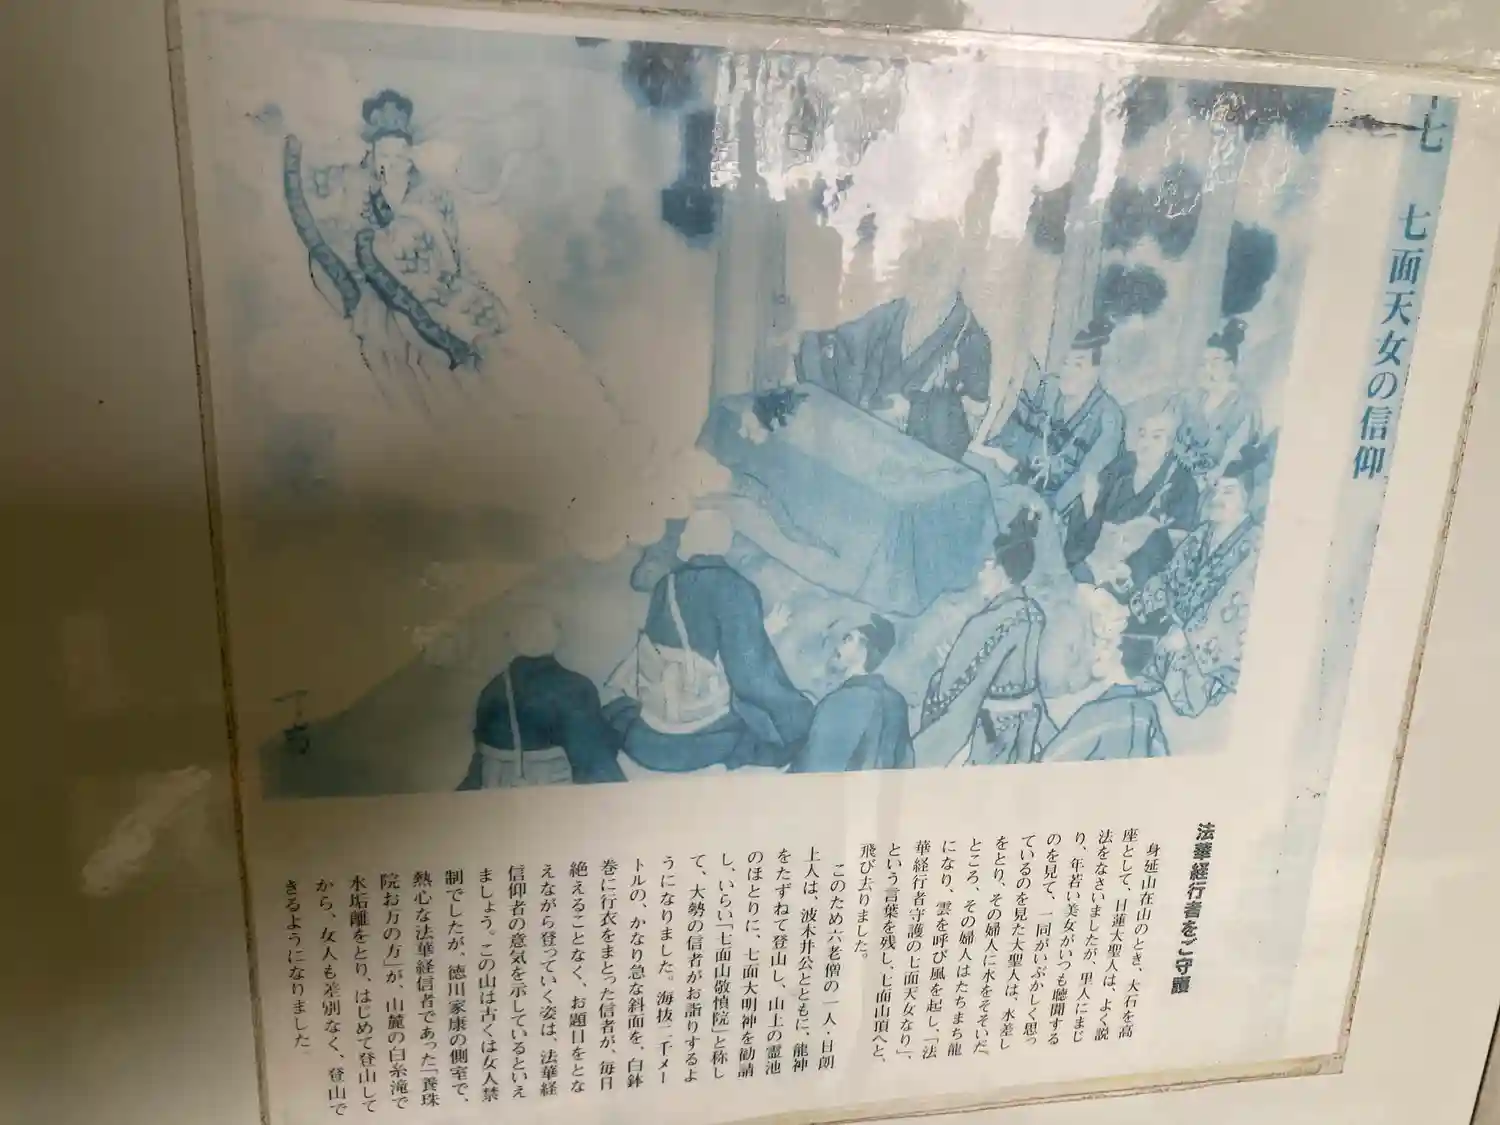 十七　七面天女の信仰
法華経行者をご守護
身延山在山のとき、大石を高
座として、日蓮大聖人は、よく説
法をなさいましたが、里人にまじ
り、年若い美女がいつも聴聞する
のを見て、一同がいぶかしく思っ
ているのを見た大聖人は、水差し
をとり、その婦人に水をそそいだ
ところ、その婦人はたちまち龍
になり、雲を呼び風を起し、「法
華経行者守護の七面天女なり」、
という言葉を残し、七面山頂へと、
飛び去りました。
このため六老僧の一人・日朗
上人は、波木井公とともに、龍神
をたずねて登山し、山上の霊池
のほとりに、七面大明神を勧請
し、いらい「七面山敬慎院」と称し
て、大勢の信者がお詣りするよ
うになりました。海抜二千メー
トルの、かなり急な斜面を、白鉢
巻に行衣をまとった信者が、毎日
絶えることなく、お題目をとな
えながら登っていく姿は、法華経
信仰者の意気を示しているといえ
ましょう。この山は古くは女人禁
制でしたが、徳川家康の側室で、
熱心な法華経信者であった「養珠
院お万の方」が、山麓の白糸滝で
水垢離をとり、はじめて登山して
から、女人も差別なく、登山で
きるようになりました。